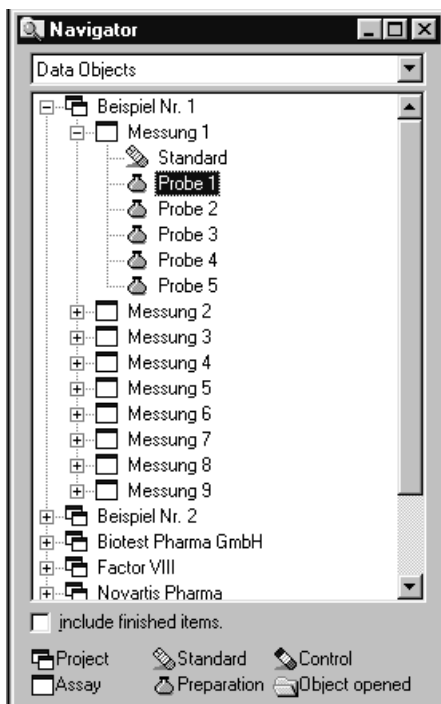 Navigator
Data Objects
Beispiel Nr. 1
Messung 1
Standard
Probe 1
Probe 2
Probe 3
Probe 4
Probe 5
Messung 2
Messung 3
Messung 4
Messung 5
Messung 6
Messung 7
Messung 8
Messung 9
Beispiel Nr. 2
Biotest Pharma GmbH
Factor VIII
Novartis Pharma
include finished items.
Project Standard Control
Assay Preparation Object opened